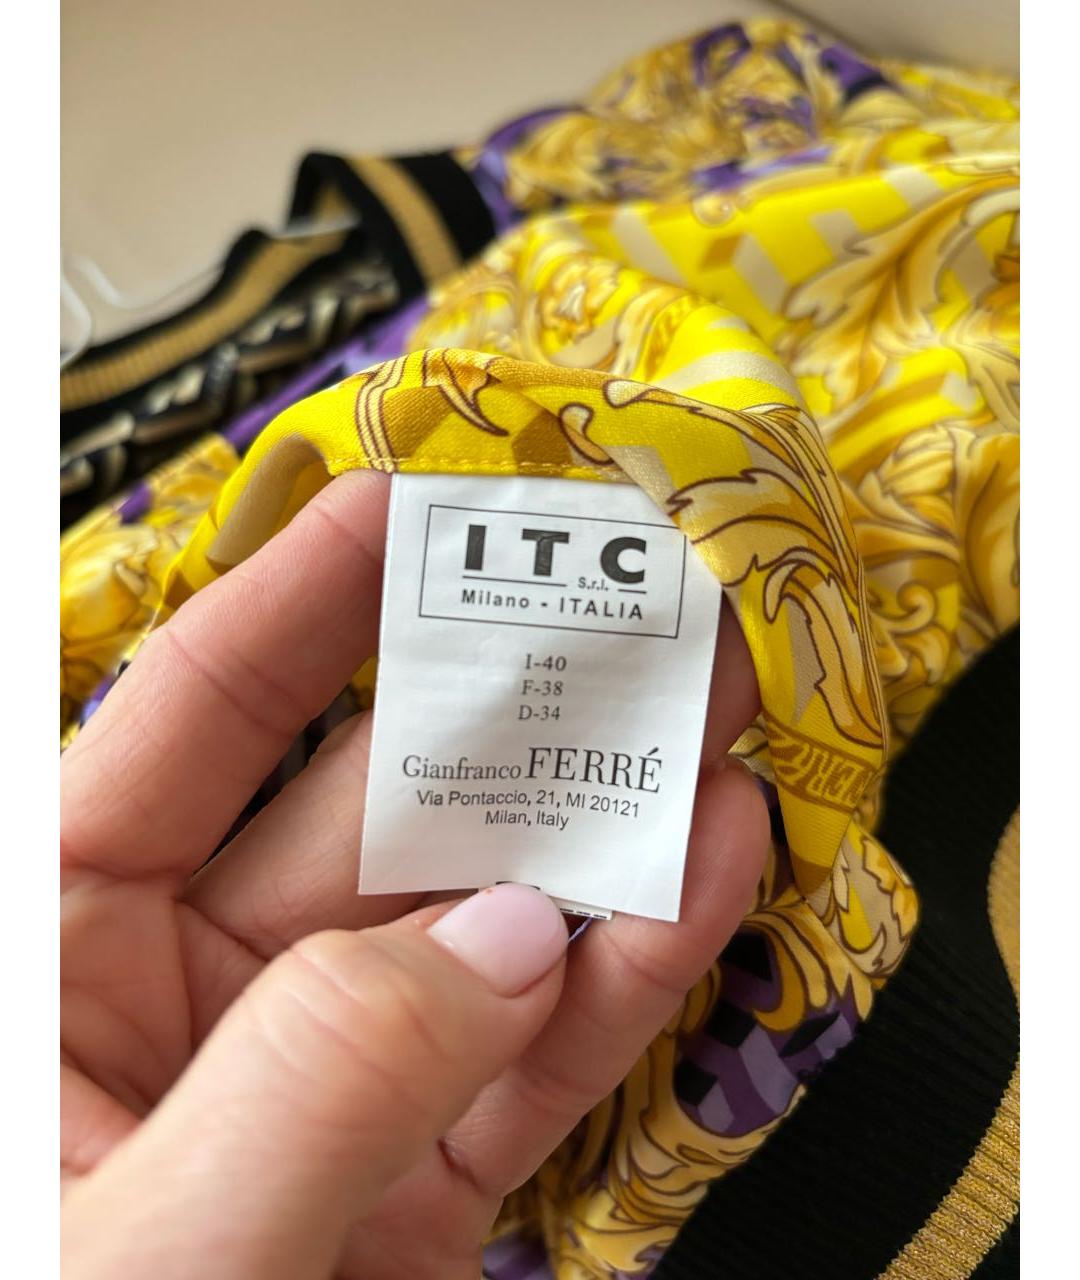 ITC
S.r.l.
Milano - ITALIA
I-40
F-38
D-34
Gianfranco FERRÉ
Via Pontaccio, 21, MI 20121
Milan, Italy